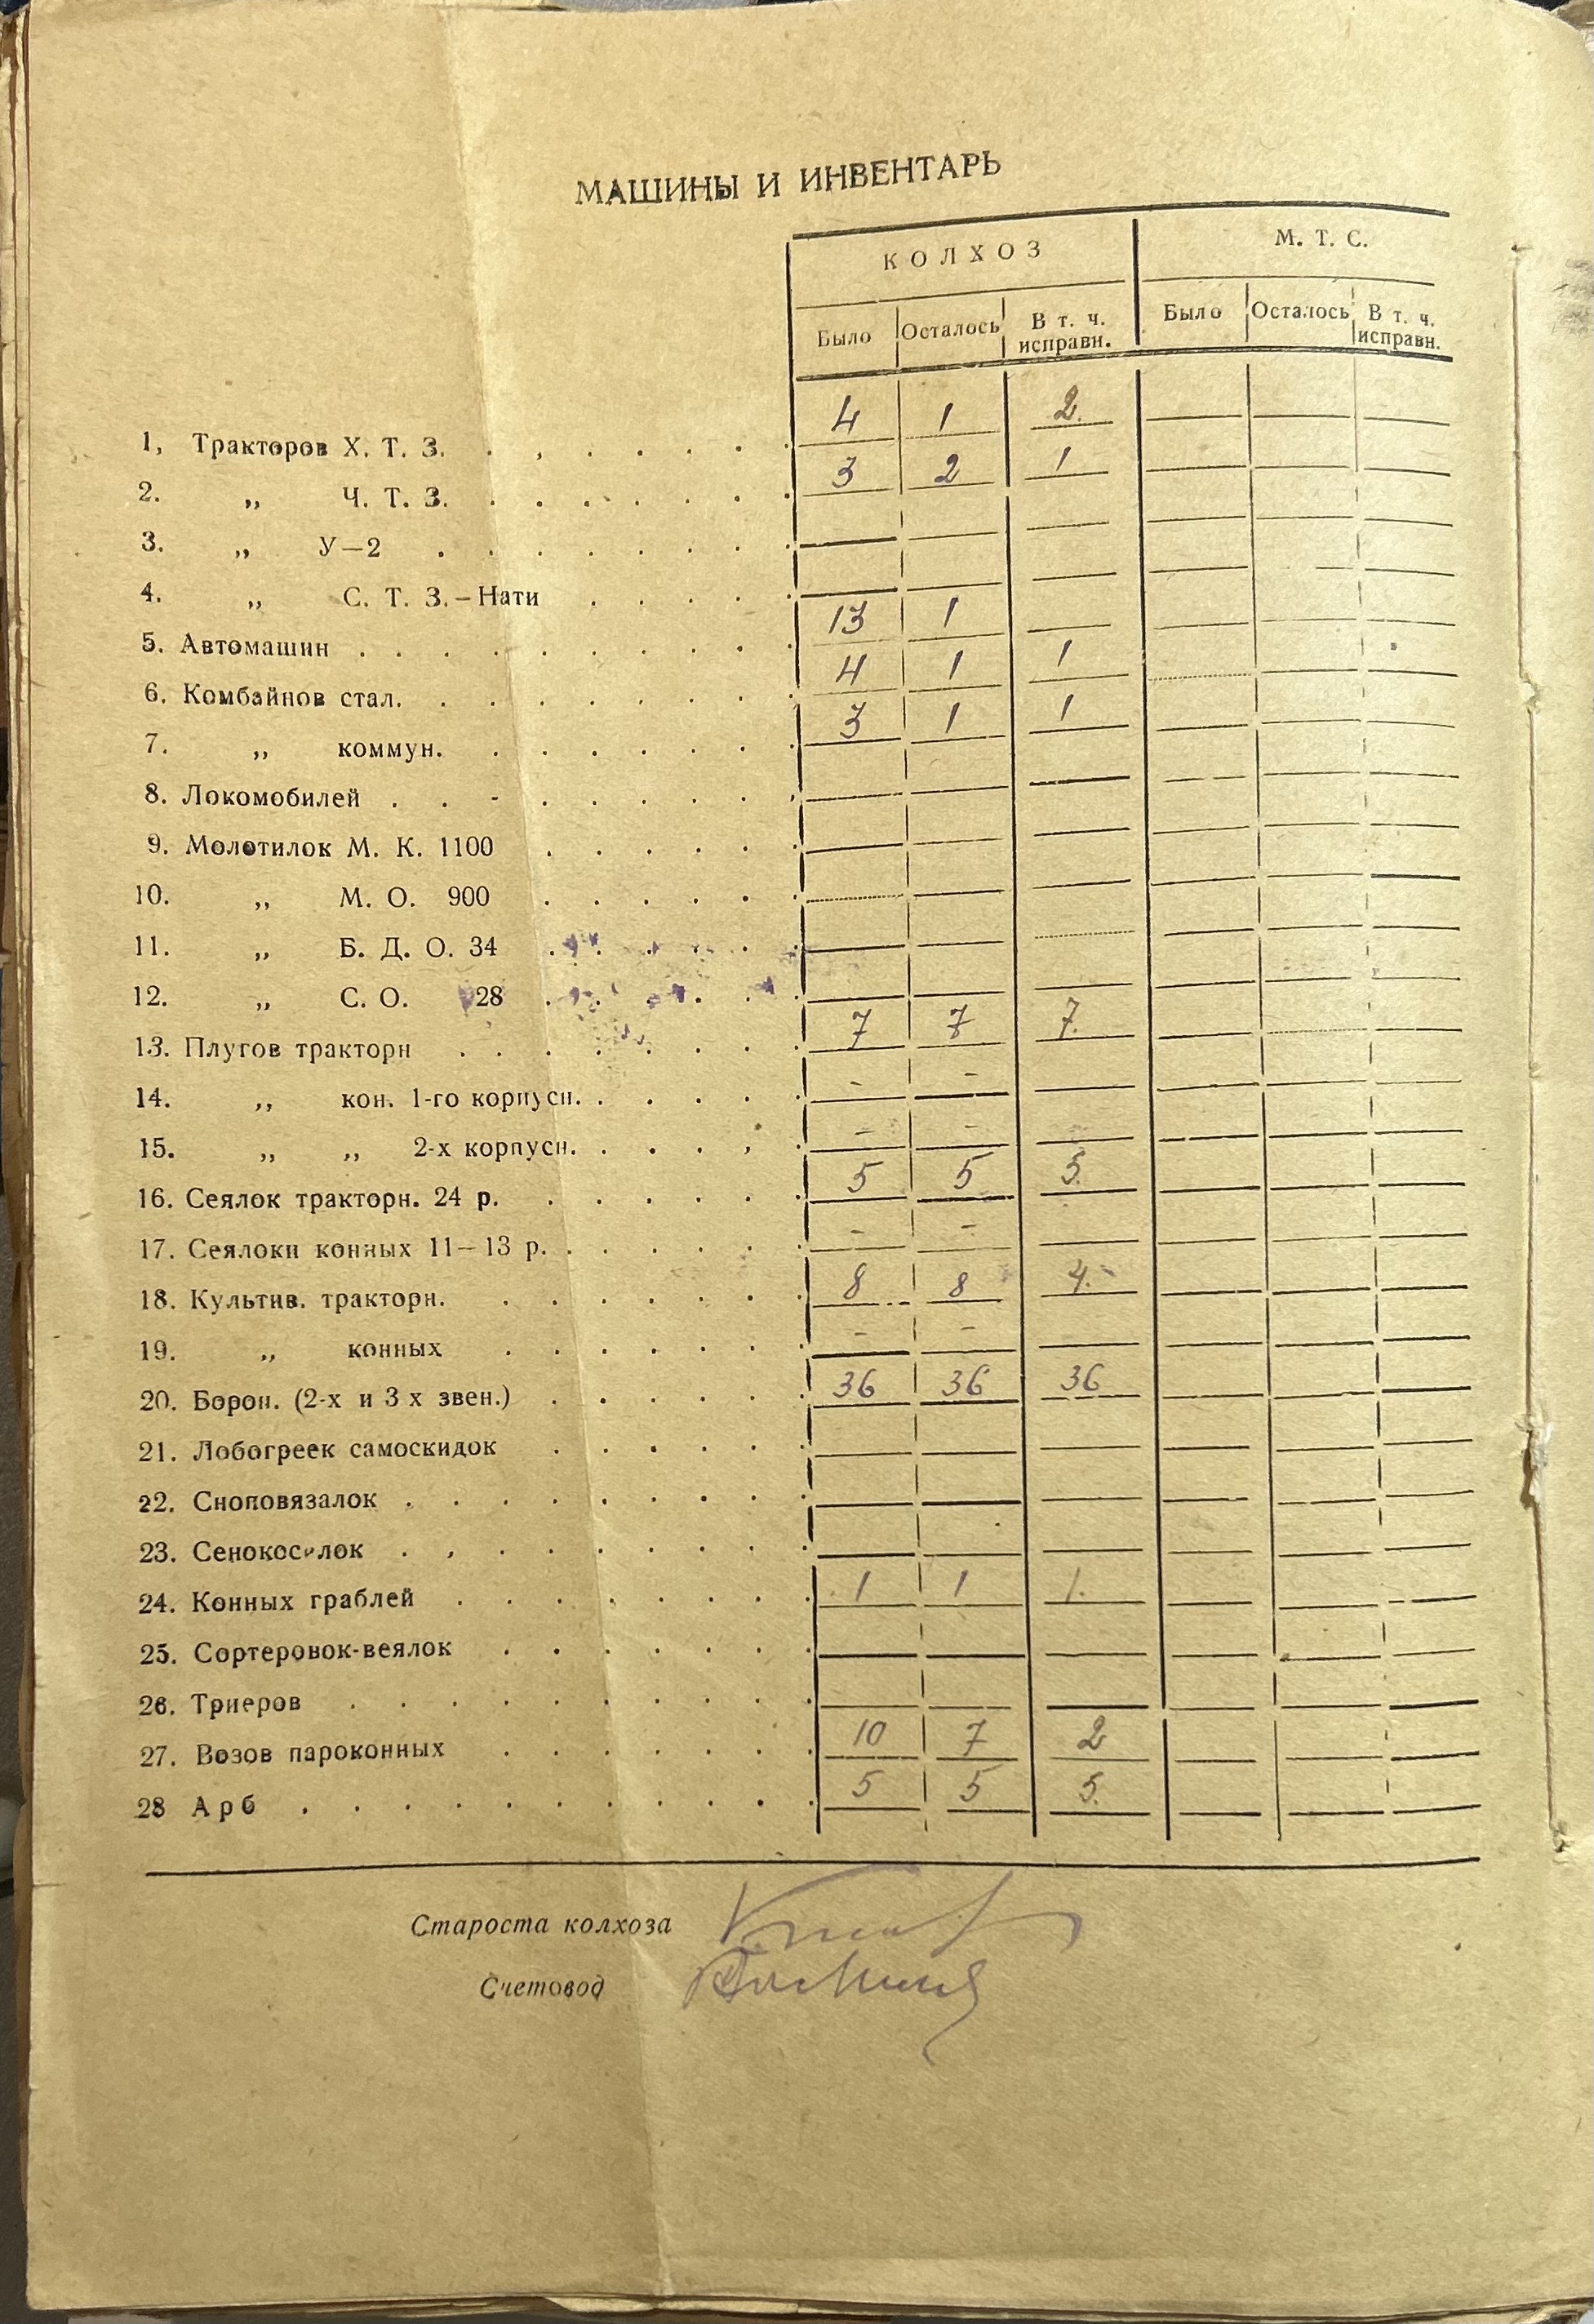 МАШИНЫ И ИНВЕНТАРЬ
КОЛХОЗ М. Т. С.
Было Осталось В т. ч. исправн. Было Осталось В т. ч. исправн.
1, Тракторов Х. Т. З. 4 1 2.
2. „ Ч. Т. З. 3 2 1
3. „ У—2
4. „ С. Т. З.–Нати
5. Автомашин 13 1
6. Комбайнов стал. 4 1 1
7. „ коммун. 3 1 1
8. Локомобилей
9. Молотилок М. К. 1100
10. „ М. О. 900
11. „ Б. Д. О. 34
12. „ С. О. 28
13. Плугов тракторн 7 7 7.
14. „ кон. 1-го корпусн. - -
15. „ „ 2-х корпусн. - -
16. Сеялок тракторн. 24 р. 5 5 5.
17. Сеялоки конных 11—13 р. - -
18. Культив. тракторн. 8 8 4.
19. „ конных - -
20. Борон. (2-х и 3 х звен.) 36 36 36
21. Лобогреек самоскидок
22. Сноповязалок
23. Сенокосилок
24. Конных граблей 1 1 1.
25. Сортеровок-веялок
26. Триеров
27. Возов пароконных 10 7 2
28 Арб 5 5 5.
Староста колхоза
Счетовод